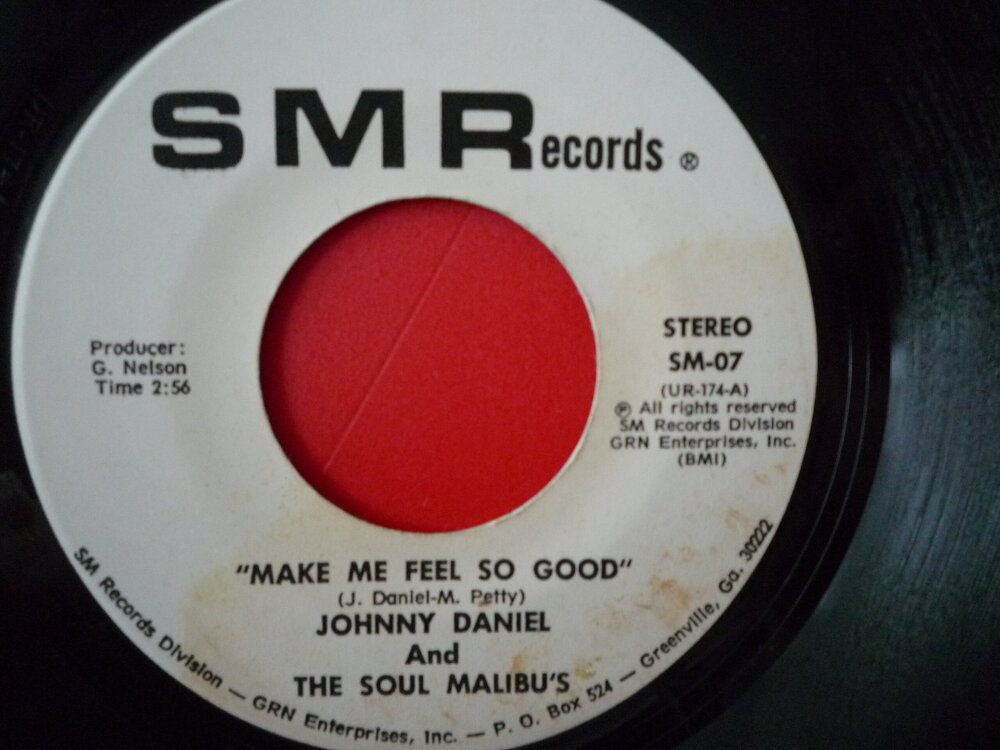 SMRecords ®
Producer:
G. Nelson
Time 2:56
STEREO
SM-07
(UR-174-A)
℗ All rights reserved
SM Records Division
GRN Enterprises, Inc.
(BMI)
"MAKE ME FEEL SO GOOD"
(J. Daniel-M. Petty)
JOHNNY DANIEL
And
THE SOUL MALIBU'S
SM Records Division — GRN Enterprises, Inc. — P. O. Box 524 — Greenville, Ga. 30222